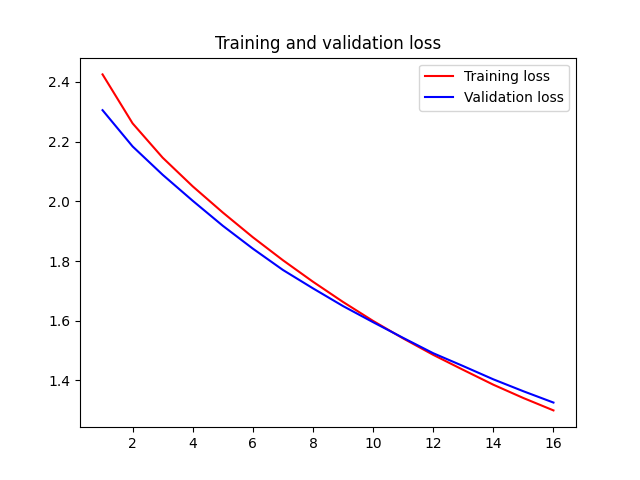 Training and validation loss
Training loss
Validation loss
2.4
2.2
2.0
1.8
1.6
1.4
2 4 6 8 10 12 14 16